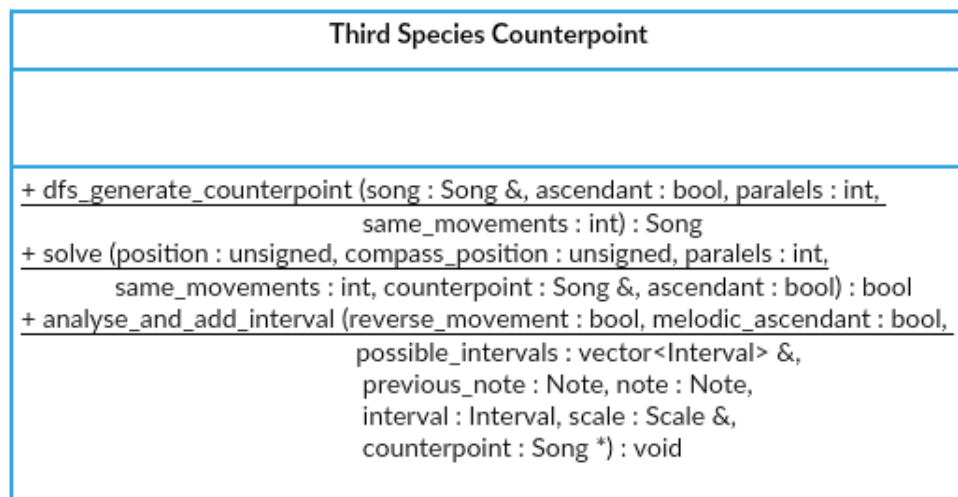 Third Species Counterpoint
+ dfs_generate_counterpoint (song : Song &, ascendant : bool, paralels : int,
same_movements : int) : Song
+ solve (position : unsigned, compass_position : unsigned, paralels : int,
same_movements : int, counterpoint : Song &, ascendant : bool) : bool
+ analyse_and_add_interval (reverse_movement : bool, melodic_ascendant : bool,
possible_intervals : vector<Interval> &,
previous_note : Note, note : Note,
interval : Interval, scale : Scale &,
counterpoint : Song *) : void